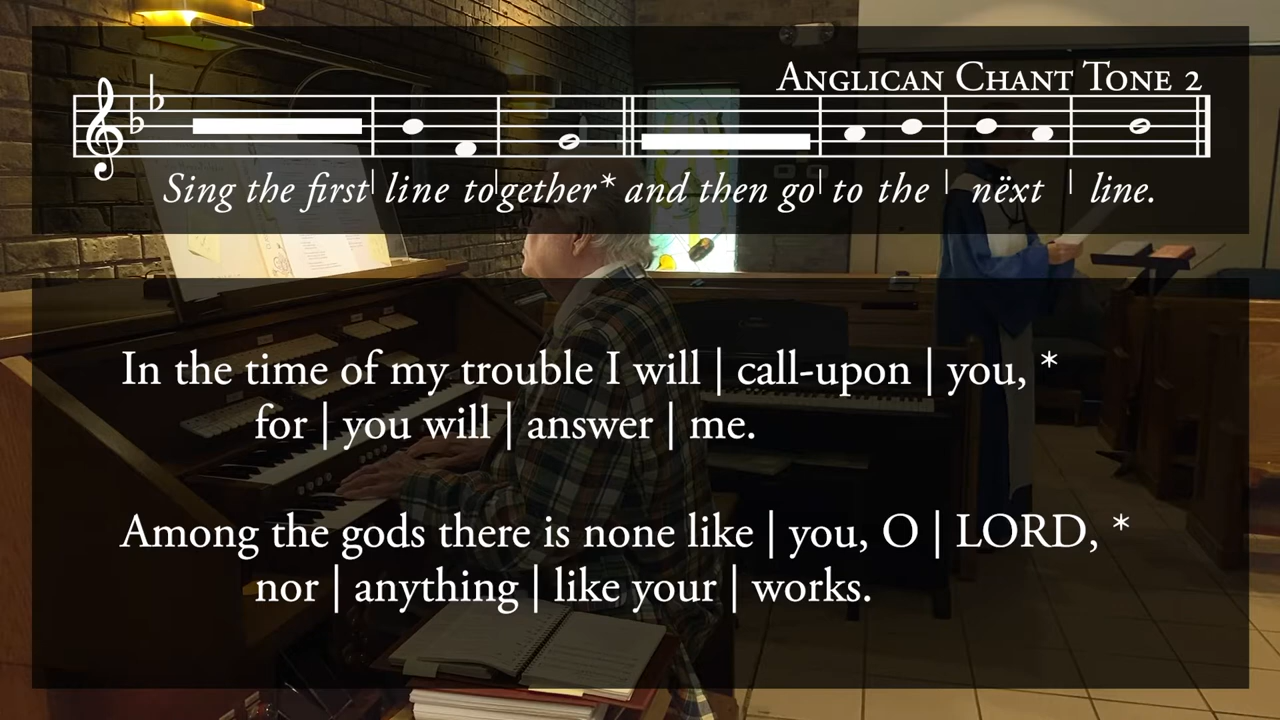 Anglican Chant Tone 2
Sing the first | line to|gether* and then go | to the | nëxt | line.
In the time of my trouble I will | call-upon | you, *
for | you will | answer | me.
Among the gods there is none like | you, O | LORD, *
nor | anything | like your | works.